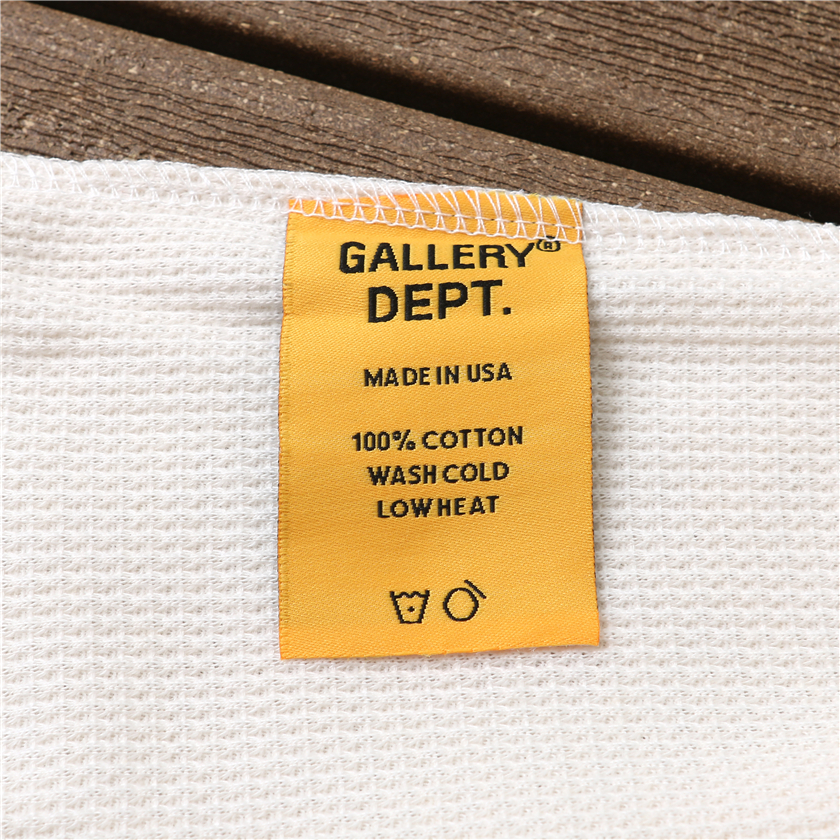 GALLERY®
DEPT.
MADE IN USA
100% COTTON
WASH COLD
LOW HEAT